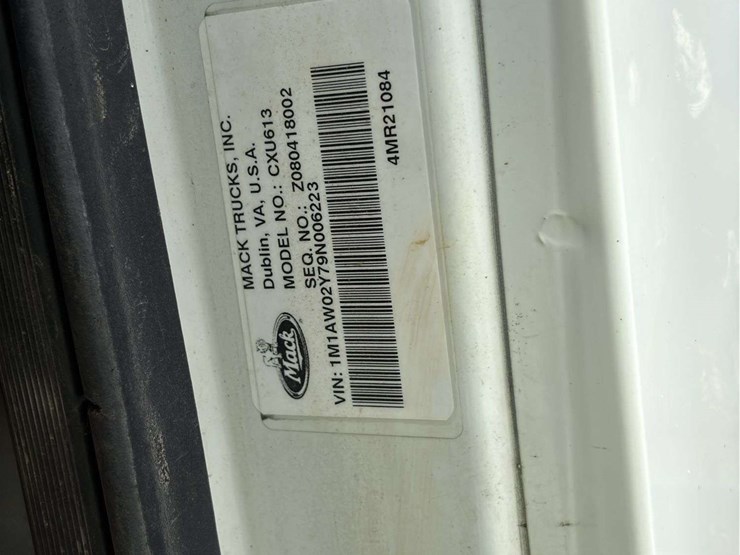 MACK TRUCKS, INC.
Dublin, VA, U.S.A.
MODEL NO.: CXU613
SEQ. NO.: Z080418002
Mack
VIN: 1M1AW02Y79N006223
4MR21084